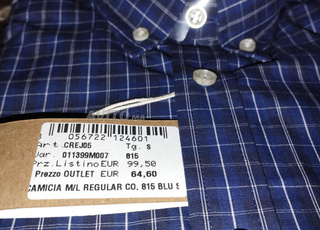 056722 124601
Art.CREJ05 Tg. S
Var. 011399M007 815
Prz.Listino EUR 99,50
Prezzo OUTLET EUR 64,60
CAMICIA M/L REGULAR CO, 815 BLU S